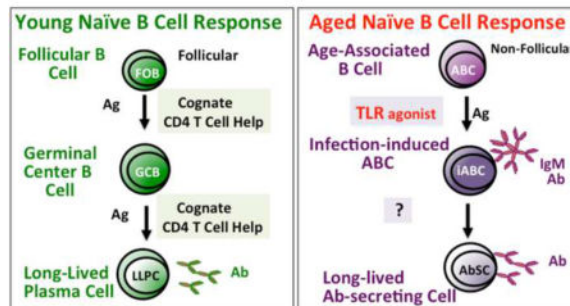 Young Naïve B Cell Response
Follicular B
Cell
FOB
Follicular
Ag
Cognate
CD4 T Cell Help
Germinal
Center B
Cell
GCB
Ag
Cognate
CD4 T Cell Help
Long-Lived
Plasma Cell
LLPC
Ab
Aged Naïve B Cell Response
Age-Associated
B Cell
ABC
Non-Follicular
TLR agonist
Ag
Infection-induced
ABC
iABC
IgM
Ab
?
Long-lived
Ab-secreting Cell
AbSC
Ab